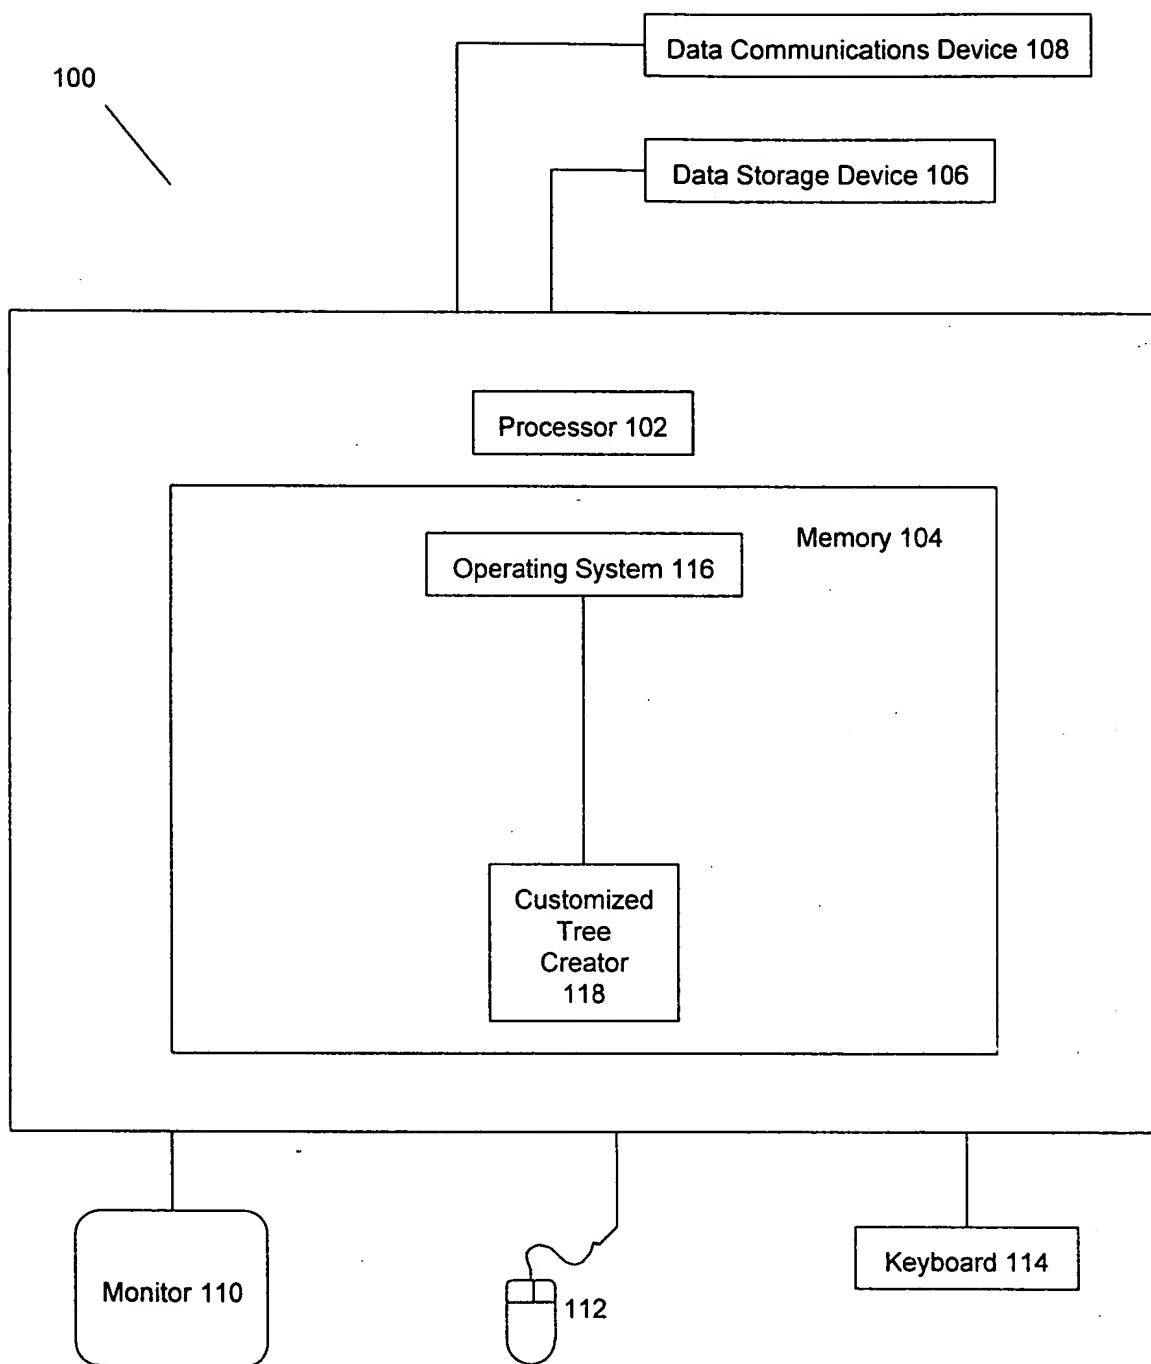 Data Communications Device 108
100
Data Storage Device 106
Processor 102
Memory 104
Operating System 116
Customized
Tree
Creator
118
Monitor 110
112
Keyboard 114